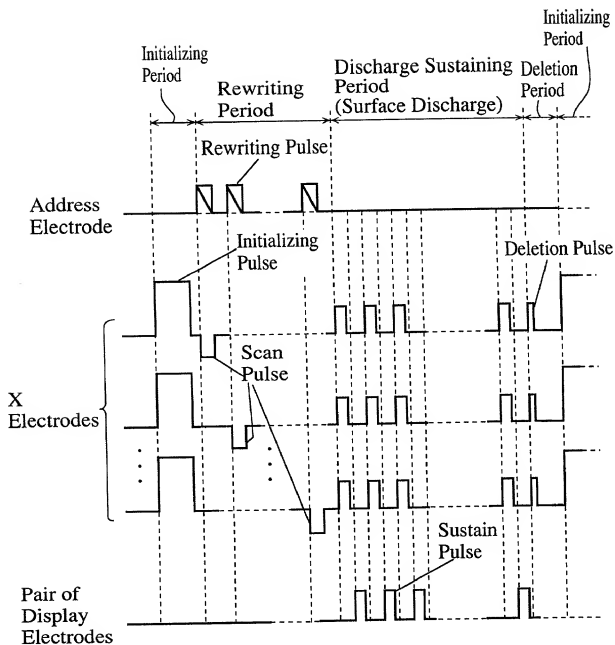 Initializing
Period
Rewriting
Period
Discharge Sustaining
Period
(Surface Discharge)
Deletion
Period
Initializing
Period
Rewriting Pulse
Address
Electrode
Initializing
Pulse
Deletion Pulse
Scan
Pulse
X
Electrodes
Sustain
Pulse
Pair of
Display
Electrodes